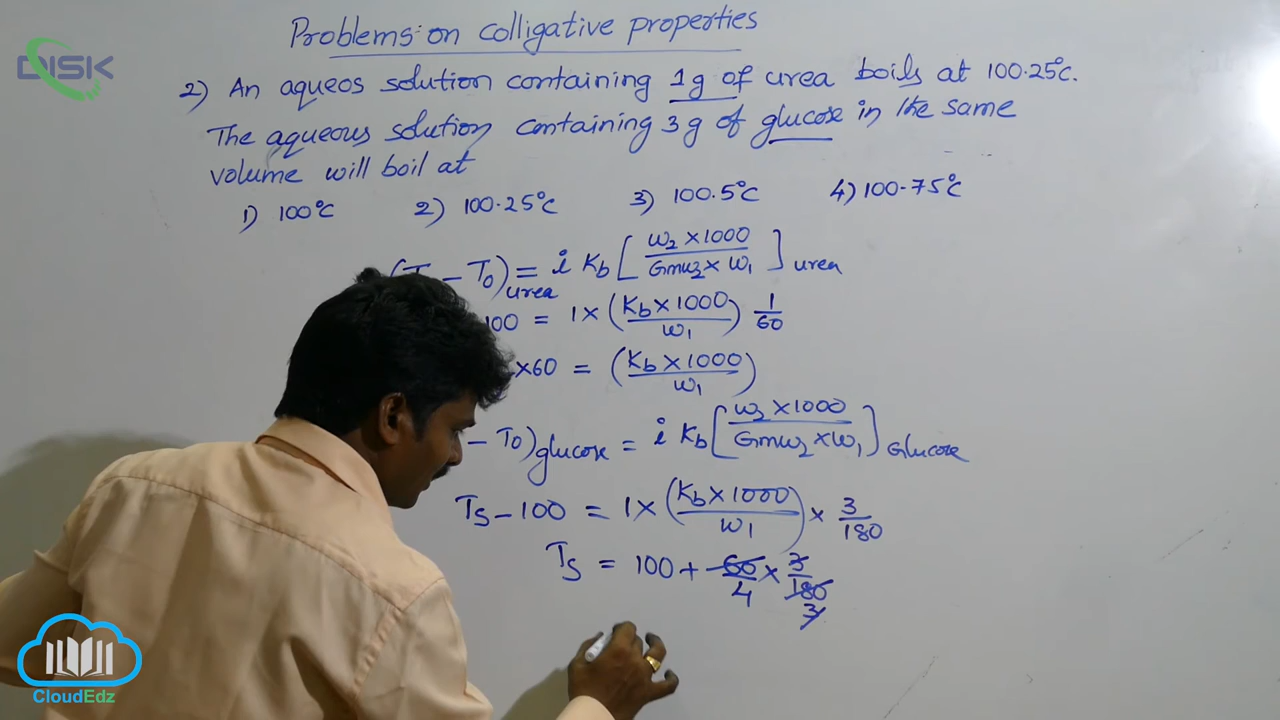 Problems on colligative properties
DISK
2) An aqueos solution containing 1g of urea boils at 100.25°C.
The aqueous solution containing 3g of glucose in the same
volume will boil at
1) 100°C 2) 100.25°C 3) 100.5°C 4) 100.75°C
- T0)urea = i Kb [ w2 x 1000 / Gmw2 x w1 ] urea
100 = 1 x ( Kb x 1000 / w1 ) 1/60
x60 = ( Kb x 1000 / w1 )
- T0)glucose = i Kb [ w2 x 1000 / Gmw2 x w1 ] Glucose
Ts - 100 = 1 x ( Kb x 1000 / w1 ) x 3/180
Ts = 100 + 60/4 x 3/180
3
CloudEdz